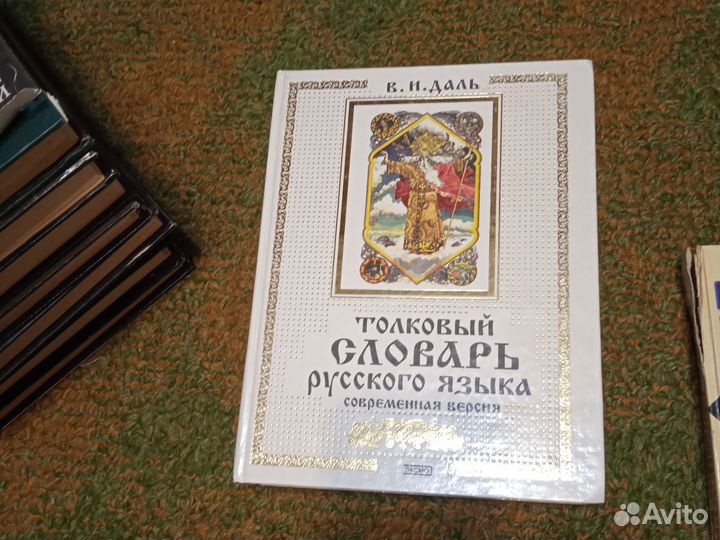 В. И. ДАЛЬ
ТОЛКОВЫЙ
СЛОВАРЬ
РУССКОГО ЯЗЫКА
СОВРЕМЕННАЯ ВЕРСИЯ
ЭКСМО
Avito